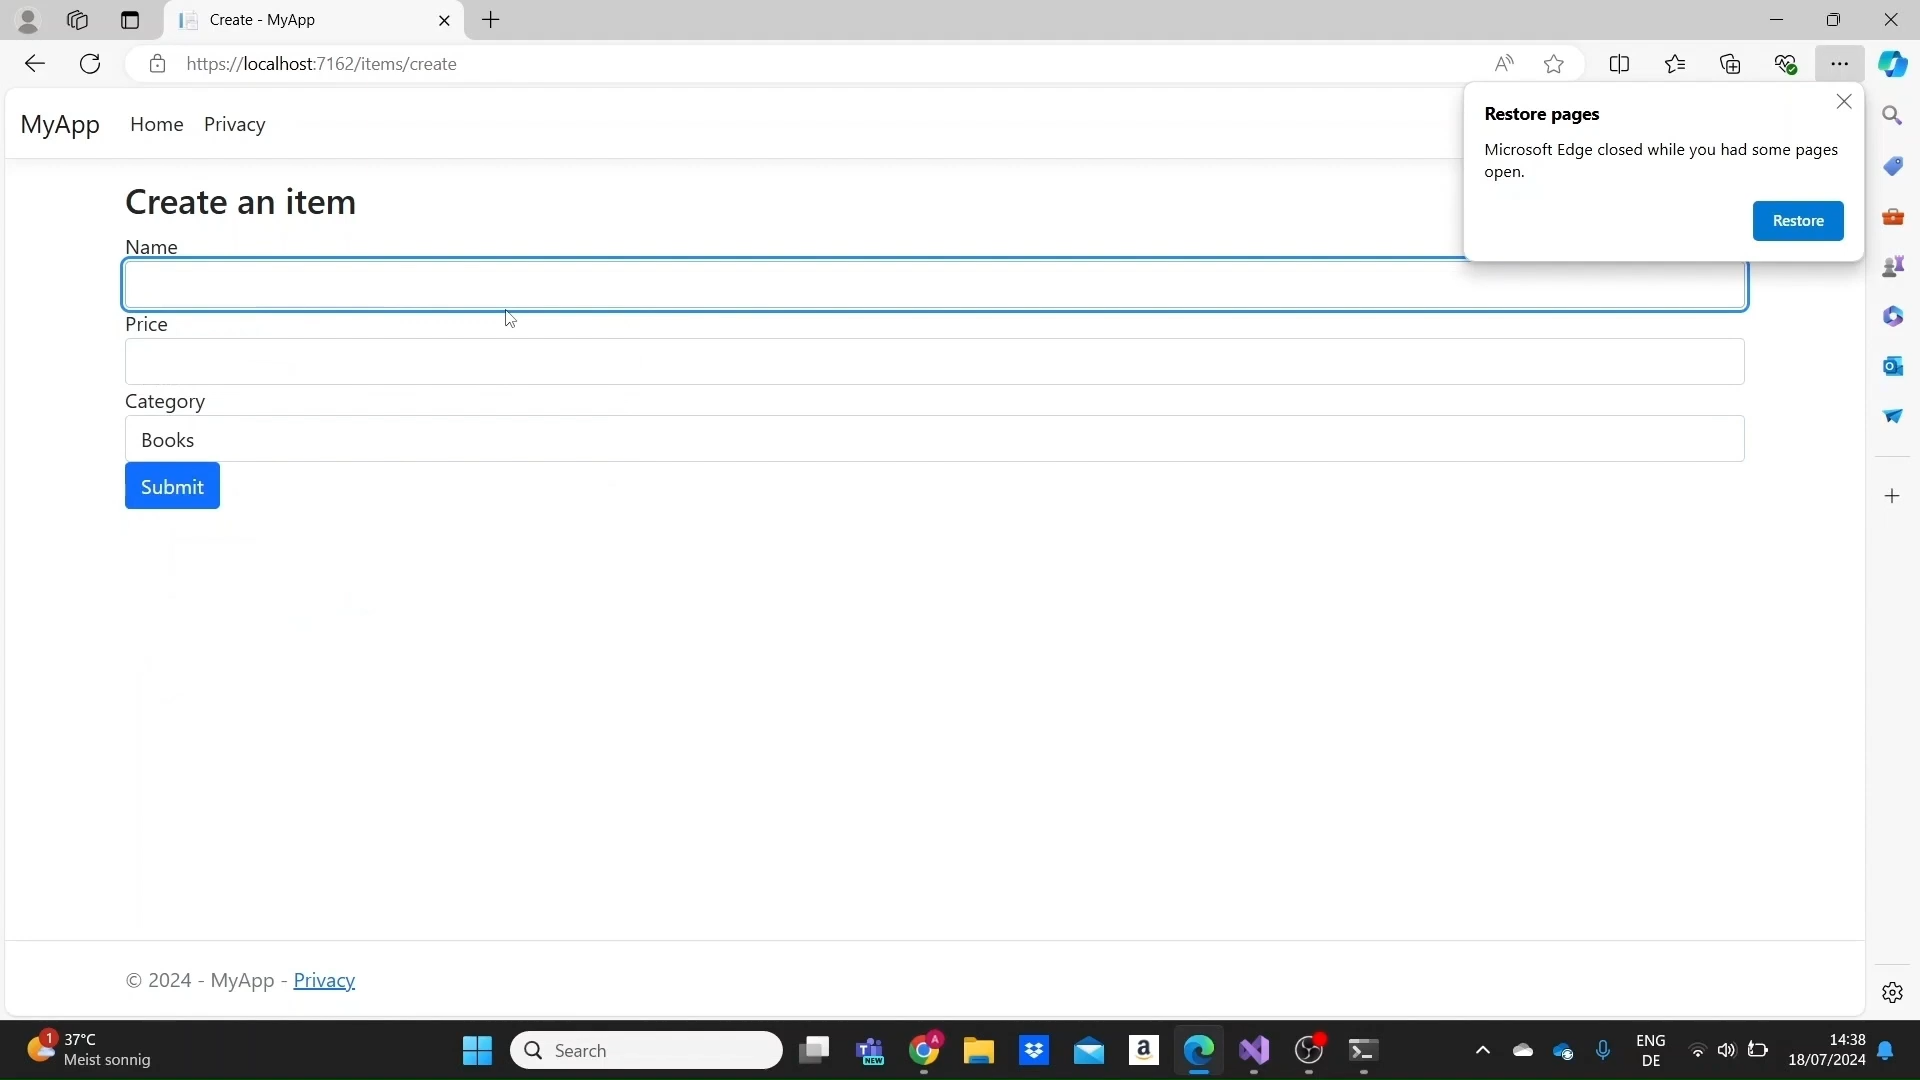 Create - MyApp
https://localhost:7162/items/create
MyApp Home Privacy
Restore pages
Microsoft Edge closed while you had some pages
open.
Restore
Create an item
Name
Price
Category
Books
Submit
© 2024 - MyApp - Privacy
1 37°C
Meist sonnig
Search
NEW
A
a
ENG
DE
14:38
18/07/2024